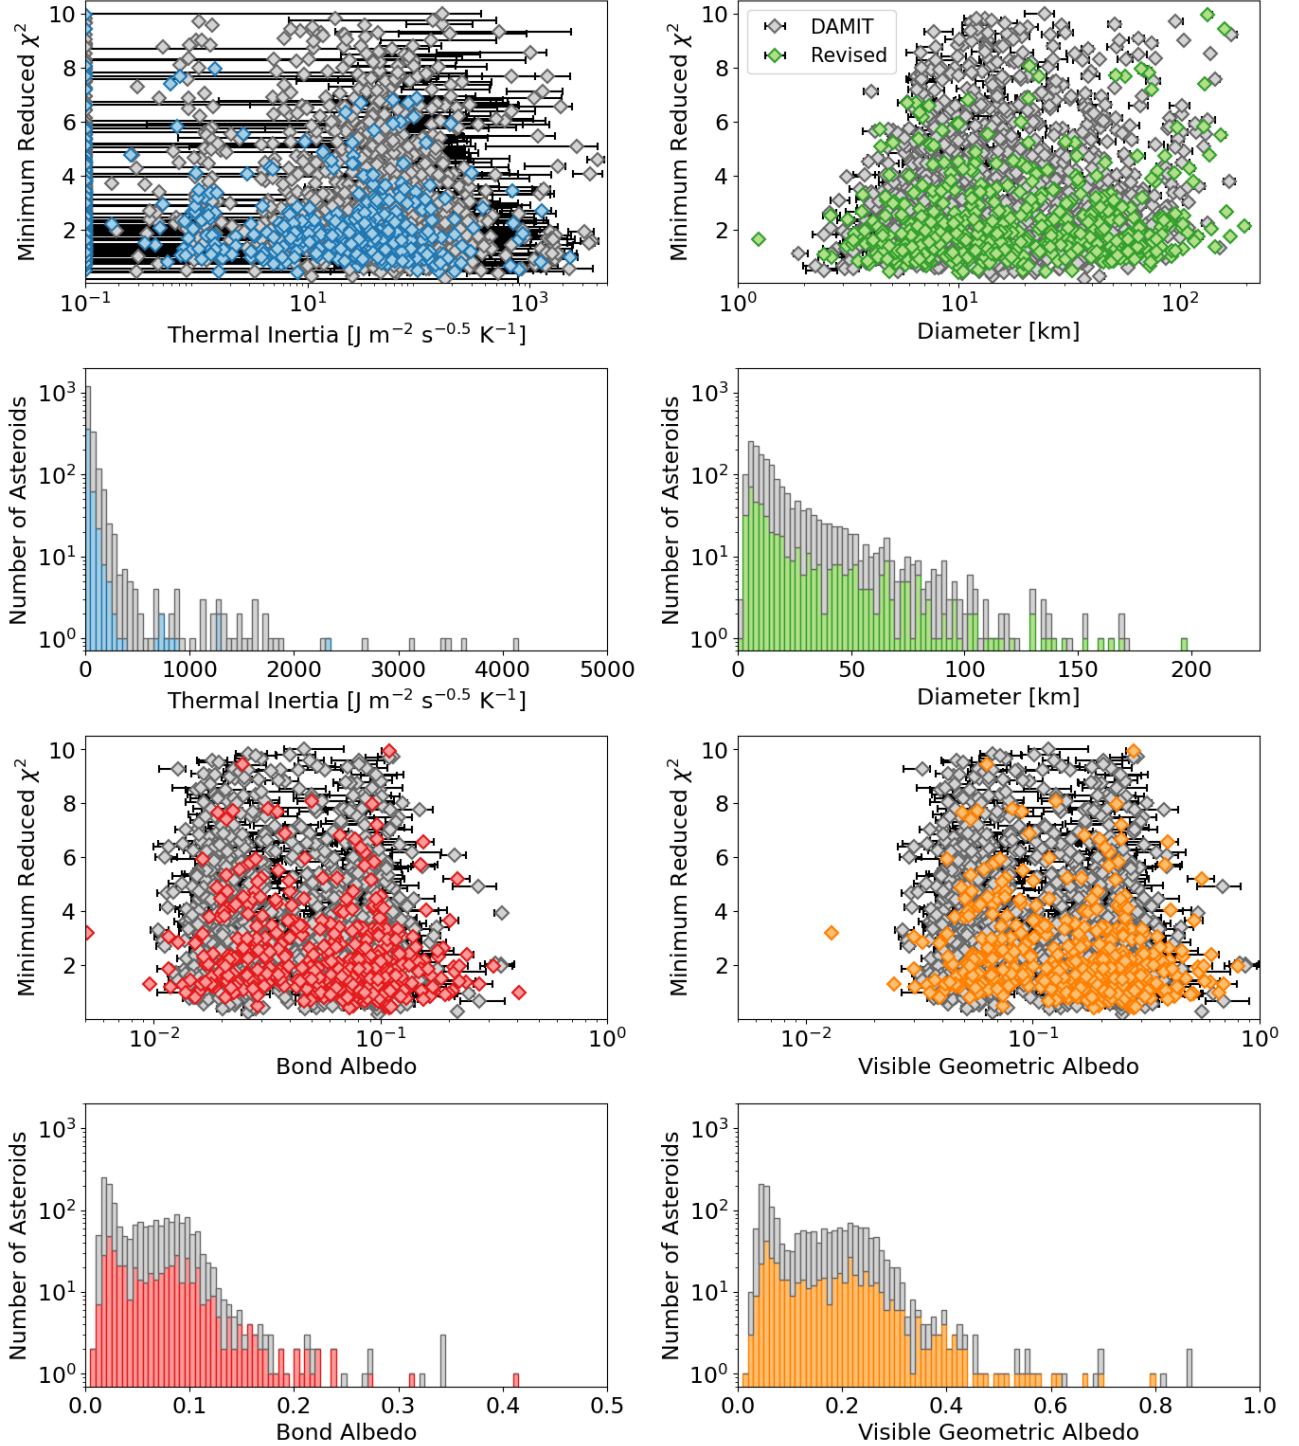 10
8
6
4
2
Minimum Reduced χ²
10⁻¹
10¹
10³
Thermal Inertia [J m⁻² s⁻⁰·⁵ K⁻¹]
DAMIT
Revised
10
8
6
4
2
Minimum Reduced χ²
10⁰
10¹
10²
Diameter [km]
10³
10²
10¹
10⁰
Number of Asteroids
0 1000 2000 3000 4000 5000
Thermal Inertia [J m⁻² s⁻⁰·⁵ K⁻¹]
10³
10²
10¹
10⁰
Number of Asteroids
0 50 100 150 200
Diameter [km]
10
8
6
4
2
Minimum Reduced χ²
10⁻²
10⁻¹
10⁰
Bond Albedo
10
8
6
4
2
Minimum Reduced χ²
10⁻²
10⁻¹
10⁰
Visible Geometric Albedo
10³
10²
10¹
10⁰
Number of Asteroids
0.0 0.1 0.2 0.3 0.4 0.5
Bond Albedo
10³
10²
10¹
10⁰
Number of Asteroids
0.0 0.2 0.4 0.6 0.8 1.0
Visible Geometric Albedo